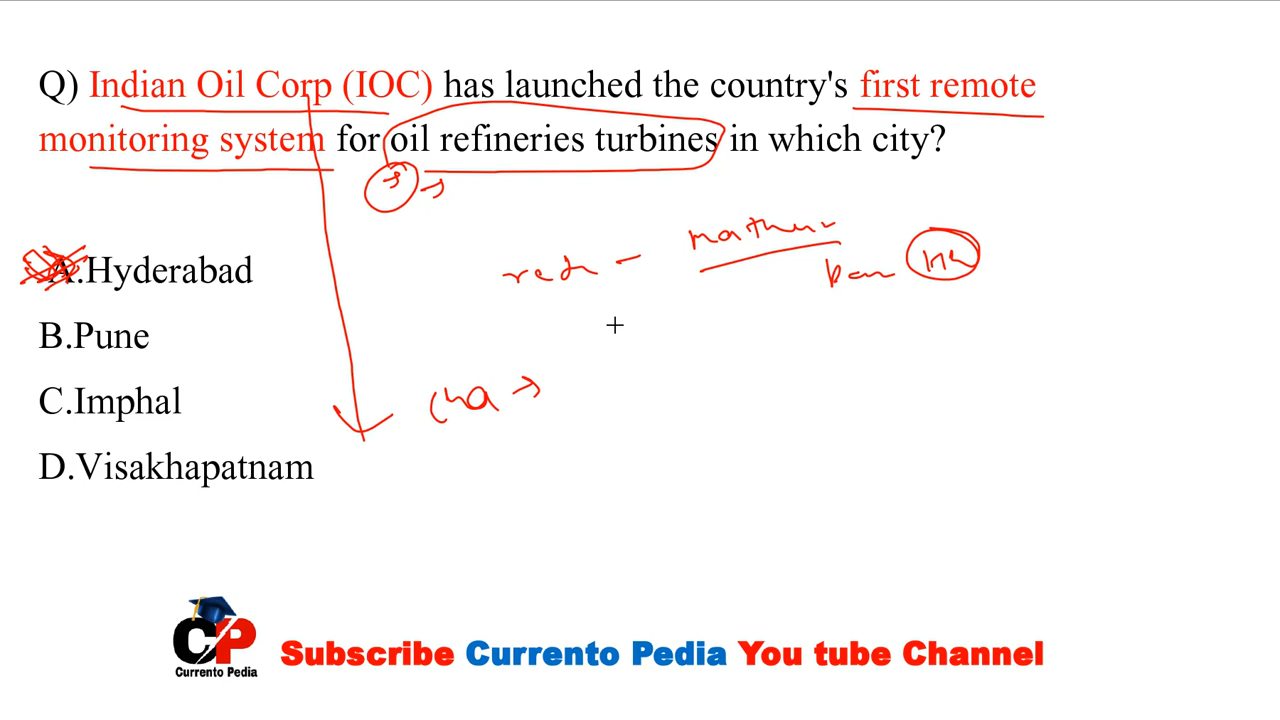 Q) Indian Oil Corp (IOC) has launched the country's first remote
monitoring system for oil refineries turbines in which city?
A.Hyderabad
B.Pune
C.Imphal
D.Visakhapatnam
CP
Currento Pedia
Subscribe Currento Pedia You tube Channel